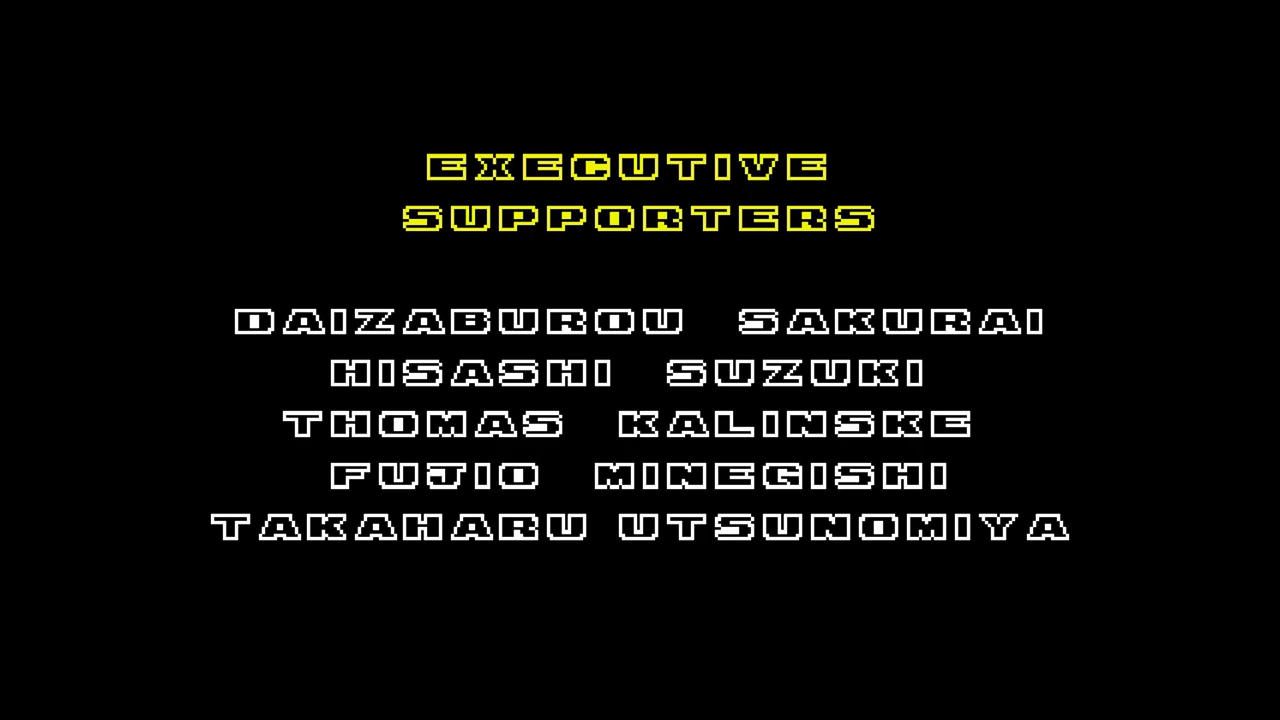 EXECUTIVE
SUPPORTERS
DAIZABUROU SAKURAI
HISASHI SUZUKI
THOMAS KALINSKE
FUJIO MINEGISHI
TAKAHARU UTSUNOMIYA